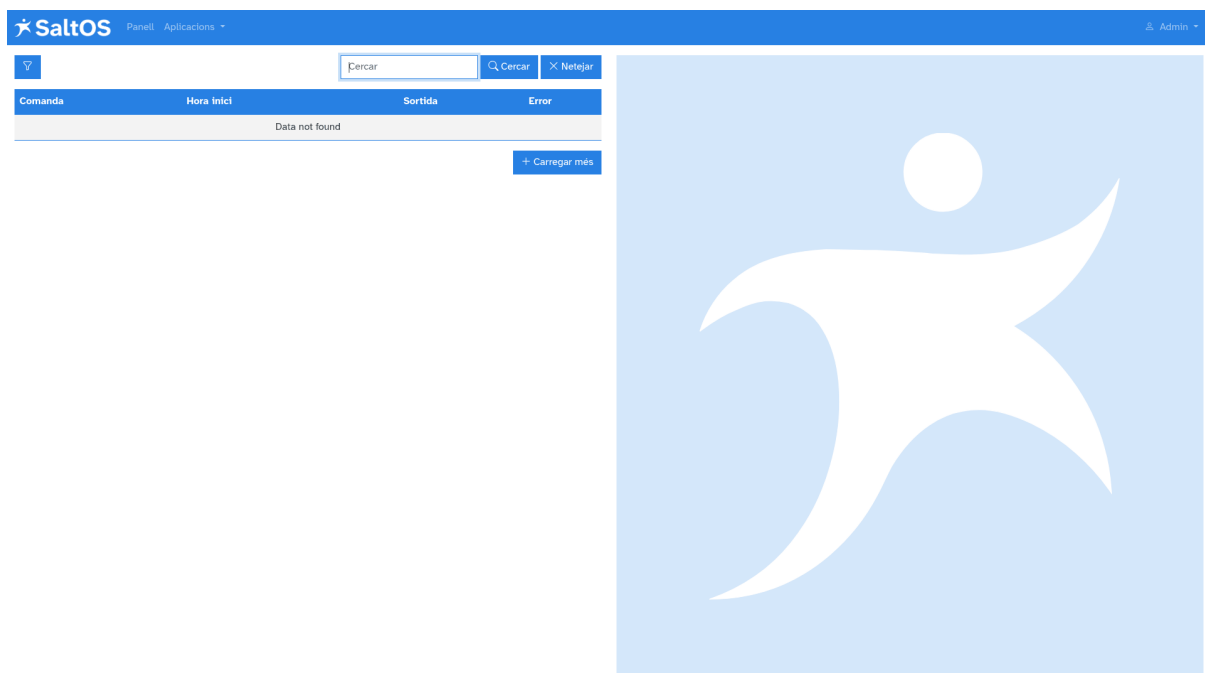 SaltOS Panell Aplicacions Admin
Cercar Cercar Netejar
Comanda Hora inici Sortida Error
Data not found
Carregar més